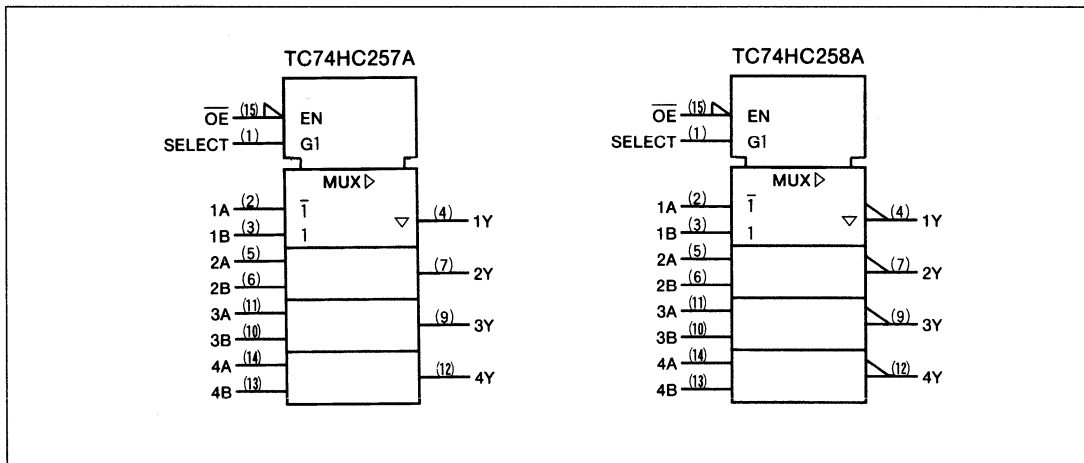 TC74HC257A
O̅E̅ (15) EN
SELECT (1) G1
MUX▷
1A (2) 1̅
1B (3) 1
▽ (4) 1Y
2A (5)
2B (6)
(7) 2Y
3A (11)
3B (10)
(9) 3Y
4A (14)
4B (13)
(12) 4Y
TC74HC258A
O̅E̅ (15) EN
SELECT (1) G1
MUX▷
1A (2) 1̅
1B (3) 1
▽ (4) 1Y
2A (5)
2B (6)
(7) 2Y
3A (11)
3B (10)
(9) 3Y
4A (14)
4B (13)
(12) 4Y